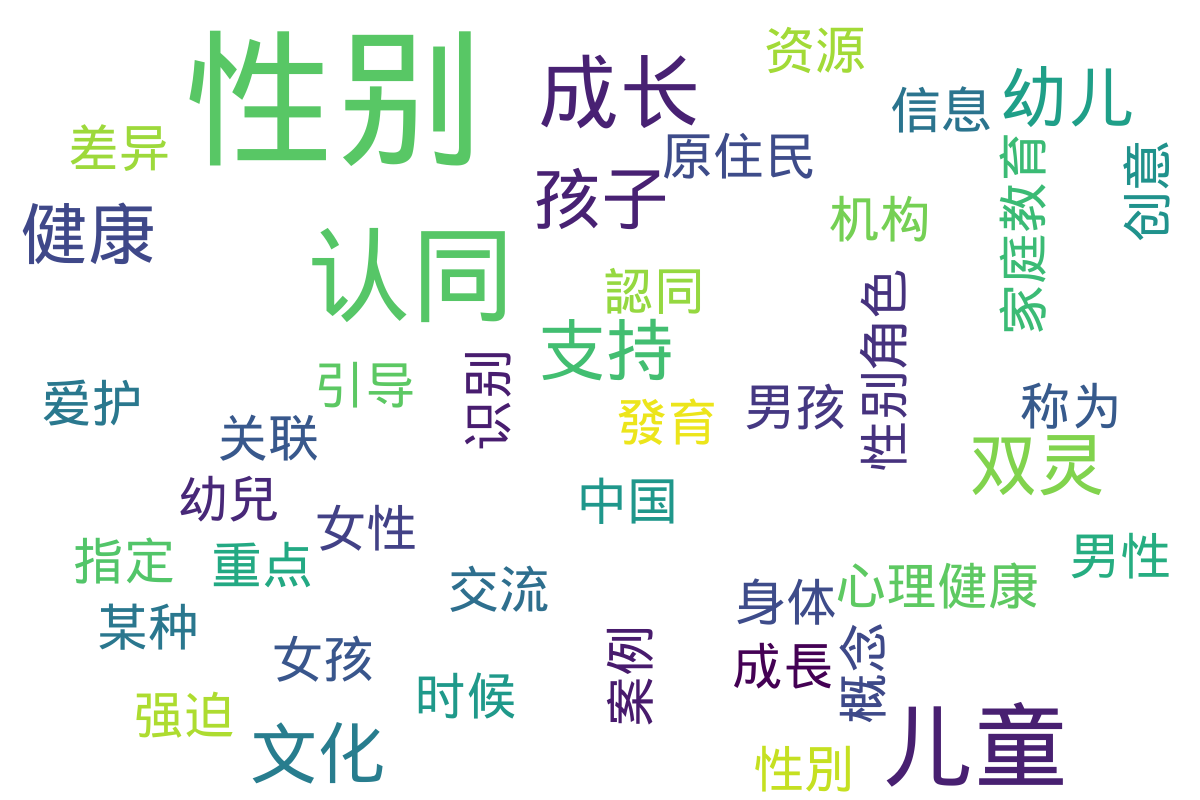 性别
成长
资源
信息
幼儿
差异
原住民
家庭教育
创意
健康
孩子
机构
认同
認同
支持
性别角色
引导
识别
爱护
發育
男孩
称为
关联
双灵
幼兒
女性
中国
指定
重点
交流
身体
心理健康
男性
某种
女孩
时候
案例
成長
概念
强迫
文化
性別
儿童